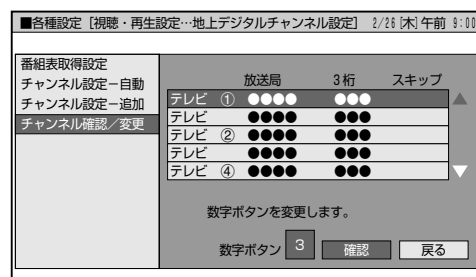 ■各種設定［視聴・再生設定…地上デジタルチャンネル設定］ 2/26［木］午前 9:00
番組表取得設定
チャンネル設定－自動
チャンネル設定－追加
チャンネル確認／変更
放送局 3桁 スキップ
テレビ ① ●●●● ●●●
テレビ ●●●● ●●●
テレビ ② ●●●● ●●●
テレビ ●●●● ●●●
テレビ ④ ●●●● ●●●
数字ボタンを変更します。
数字ボタン 3 確認 戻る